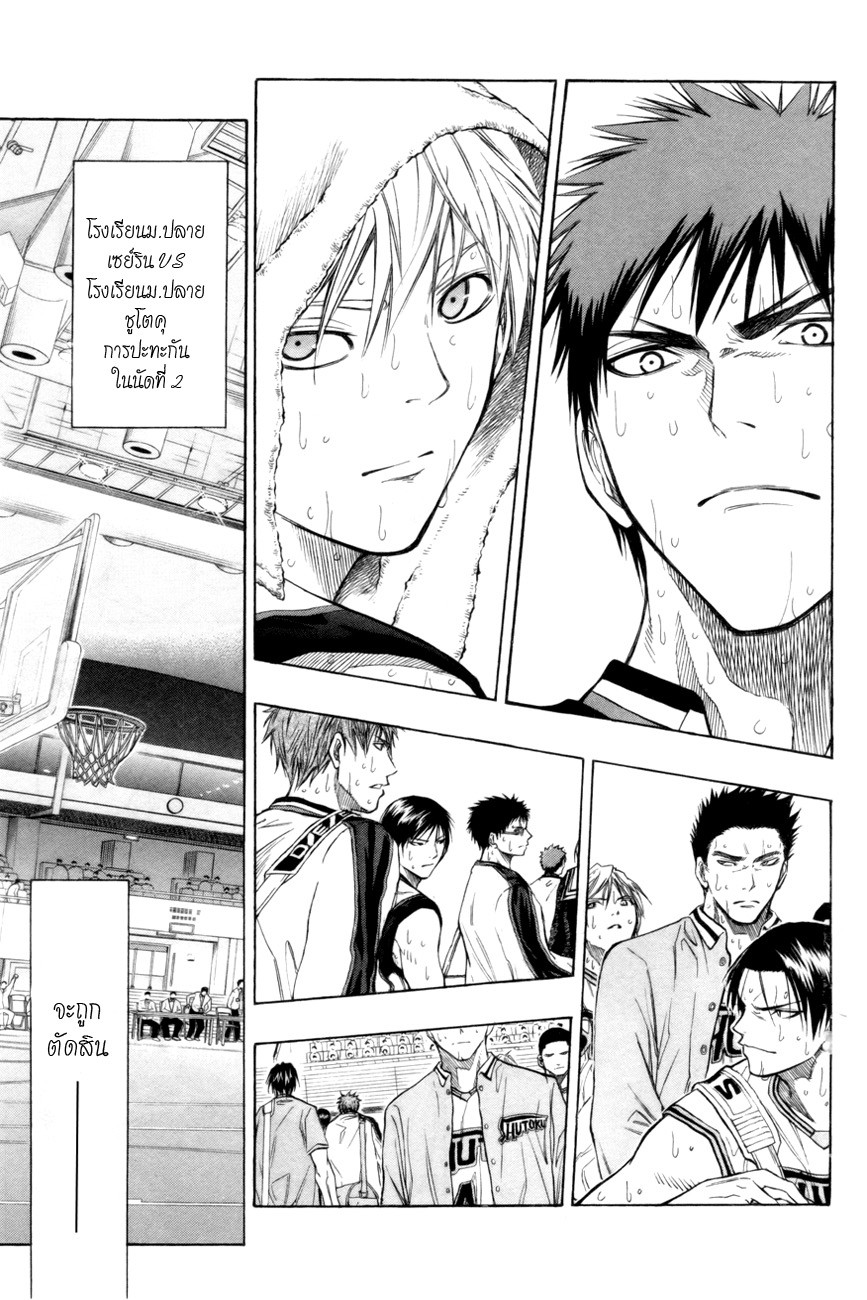 โรงเรียนม.ปลาย
เซย์ริน VS
โรงเรียนม.ปลาย
ชูโตคุ
การปะทะกัน
ในนัดที่ 2
SHUTOKU
HUT
S
จะถูก
ตัดสิน